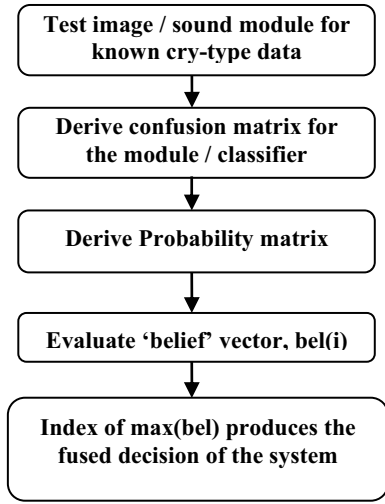 Test image / sound module for
known cry-type data
Derive confusion matrix for
the module / classifier
Derive Probability matrix
Evaluate ‘belief’ vector, bel(i)
Index of max(bel) produces the
fused decision of the system